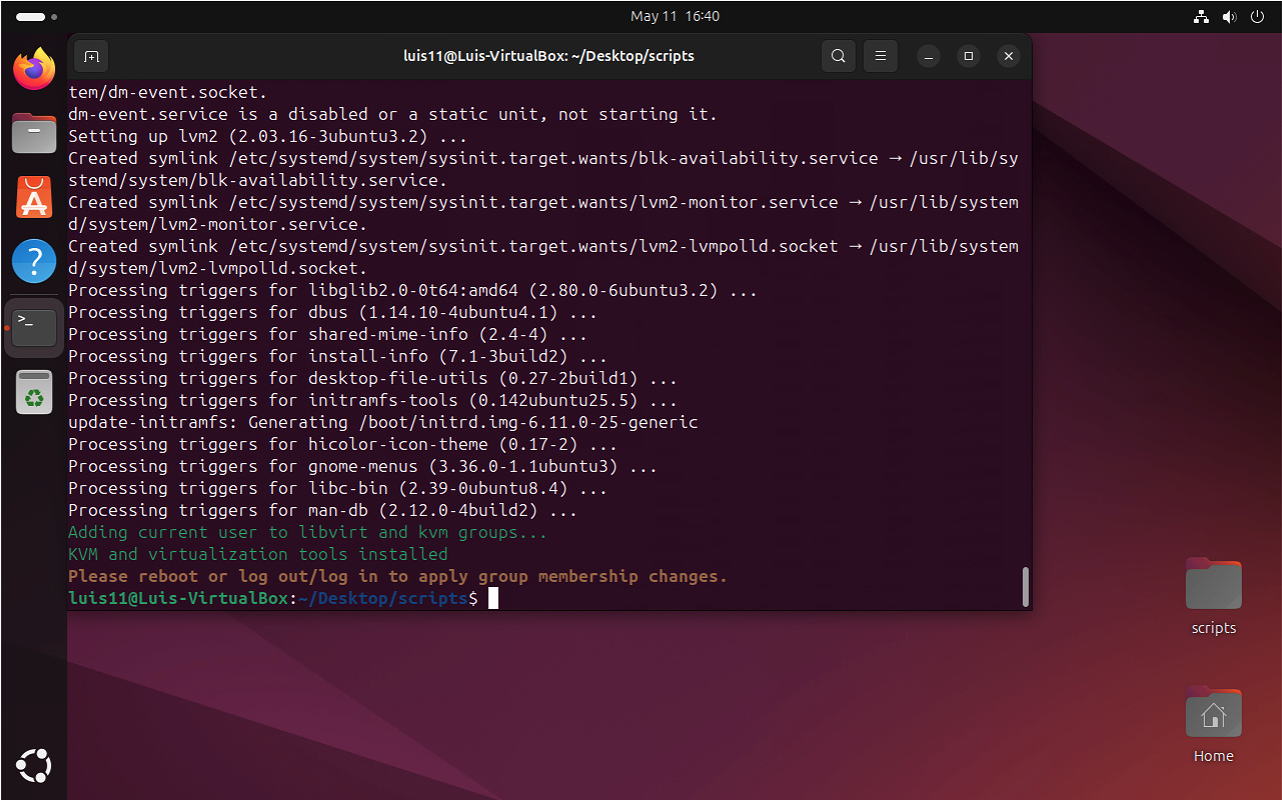 May 11 16:40
luis11@Luis-VirtualBox: ~/Desktop/scripts
tem/dm-event.socket.
dm-event.service is a disabled or a static unit, not starting it.
Setting up lvm2 (2.03.16-3ubuntu3.2) ...
Created symlink /etc/systemd/system/sysinit.target.wants/blk-availability.service → /usr/lib/sy
stemd/system/blk-availability.service.
Created symlink /etc/systemd/system/sysinit.target.wants/lvm2-monitor.service → /usr/lib/system
d/system/lvm2-monitor.service.
Created symlink /etc/systemd/system/sysinit.target.wants/lvm2-lvmpolld.socket → /usr/lib/system
d/system/lvm2-lvmpolld.socket.
Processing triggers for libglib2.0-0t64:amd64 (2.80.0-6ubuntu3.2) ...
Processing triggers for dbus (1.14.10-4ubuntu4.1) ...
Processing triggers for shared-mime-info (2.4-4) ...
Processing triggers for install-info (7.1-3build2) ...
Processing triggers for desktop-file-utils (0.27-2build1) ...
Processing triggers for initramfs-tools (0.142ubuntu25.5) ...
update-initramfs: Generating /boot/initrd.img-6.11.0-25-generic
Processing triggers for hicolor-icon-theme (0.17-2) ...
Processing triggers for gnome-menus (3.36.0-1.1ubuntu3) ...
Processing triggers for libc-bin (2.39-0ubuntu8.4) ...
Processing triggers for man-db (2.12.0-4build2) ...
Adding current user to libvirt and kvm groups...
KVM and virtualization tools installed
Please reboot or log out/log in to apply group membership changes.
luis11@Luis-VirtualBox:~/Desktop/scripts$
scripts
Home